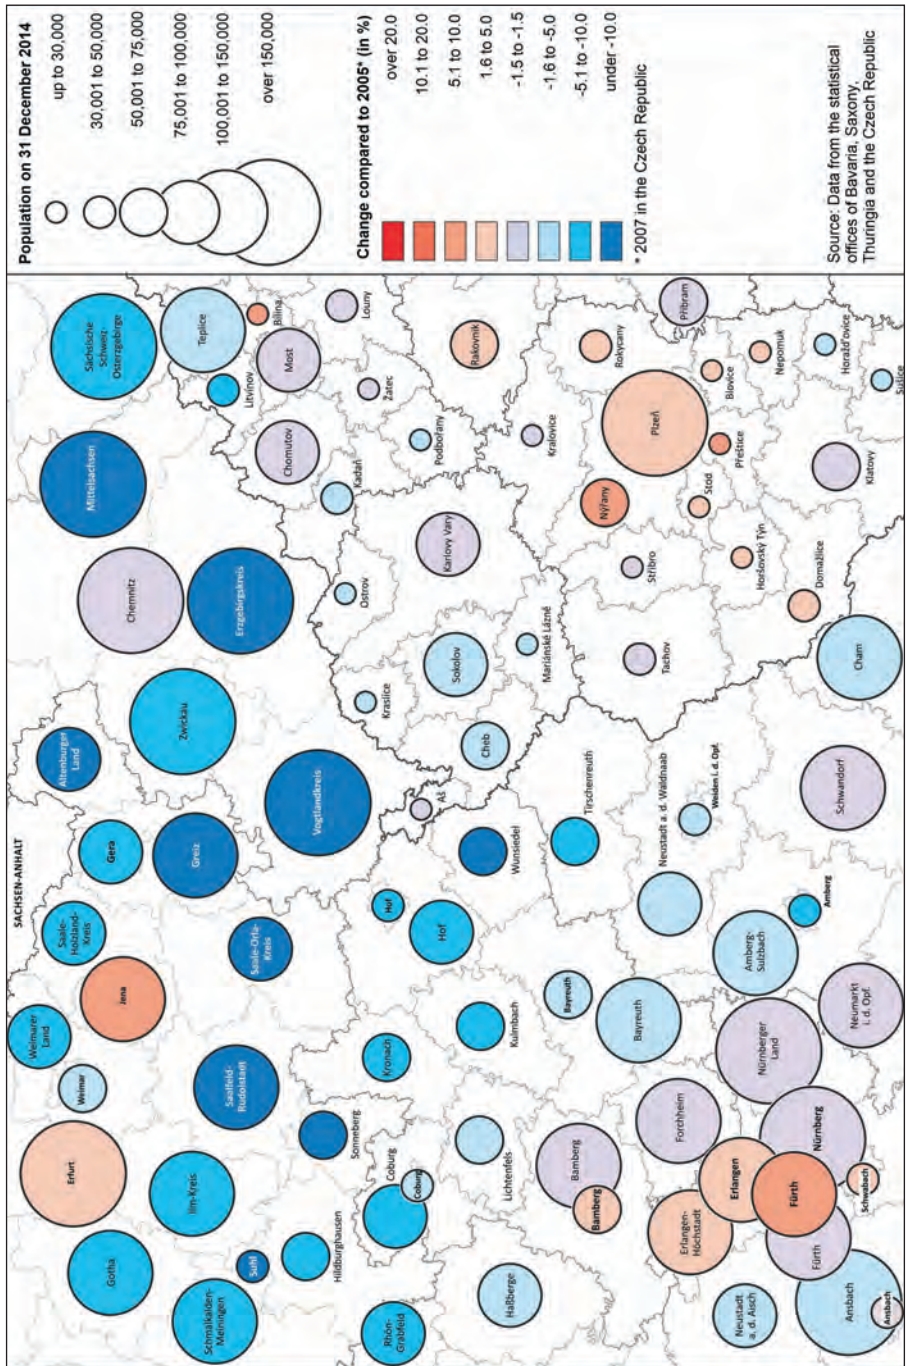 SACHSEN-ANHALT
Gotha
Erfurt
Weimar
Weimarer
Land
Jena
Saale-
Holzland-
Kreis
Gera
Altenburger
Land
Chemnitz
Mittelsachsen
Sächsische
Schweiz-
Osterzgebirge
Schmalkalden-
Meiningen
Suhl
Ilm-Kreis
Saalfeld-
Rudolstadt
Saale-Orla-
Kreis
Greiz
Zwickau
Erzgebirgskreis
Litvínov
Teplice
Bílina
Hildburghausen
Sonneberg
Vogtlandkreis
Chomutov
Most
Louny
Kadaň
Žatec
Rhön-
Grabfeld
Coburg
Coburg
Kronach
Hof
Hof
Aš
Kraslice
Ostrov
Podbořany
Haßberge
Lichtenfels
Kulmbach
Wunsiedel
Cheb
Sokolov
Karlovy Vary
Rakovník
Mariánské Lázně
Kralovice
Bamberg
Bamberg
Bayreuth
Bayreuth
Tirschenreuth
Tachov
Stříbro
Nýřany
Plzeň
Rokycany
Příbram
Erlangen-
Höchstadt
Forchheim
Neustadt a. d. Waldnaab
Weiden i. d. Opf.
Stod
Přeštice
Blovice
Nepomuk
Horšovský Týn
Neustadt
a. d. Aisch
Erlangen
Nürnberger
Land
Amberg-
Sulzbach
Amberg
Domažlice
Fürth
Fürth
Nürnberg
Schwabach
Neumarkt
i. d. Opf.
Schwandorf
Cham
Klatovy
Horažďovice
Sušice
Ansbach
Ansbach
Population on 31 December 2014
up to 30,000
30,001 to 50,000
50,001 to 75,000
75,001 to 100,000
100,001 to 150,000
over 150,000
Change compared to 2005* (in %)
over 20.0
10.1 to 20.0
5.1 to 10.0
1.6 to 5.0
-1.5 to -1.5
-1.6 to -5.0
-5.1 to -10.0
under -10.0
* 2007 in the Czech Republic
Source: Data from the statistical
offices of Bavaria, Saxony,
Thuringia and the Czech Republic